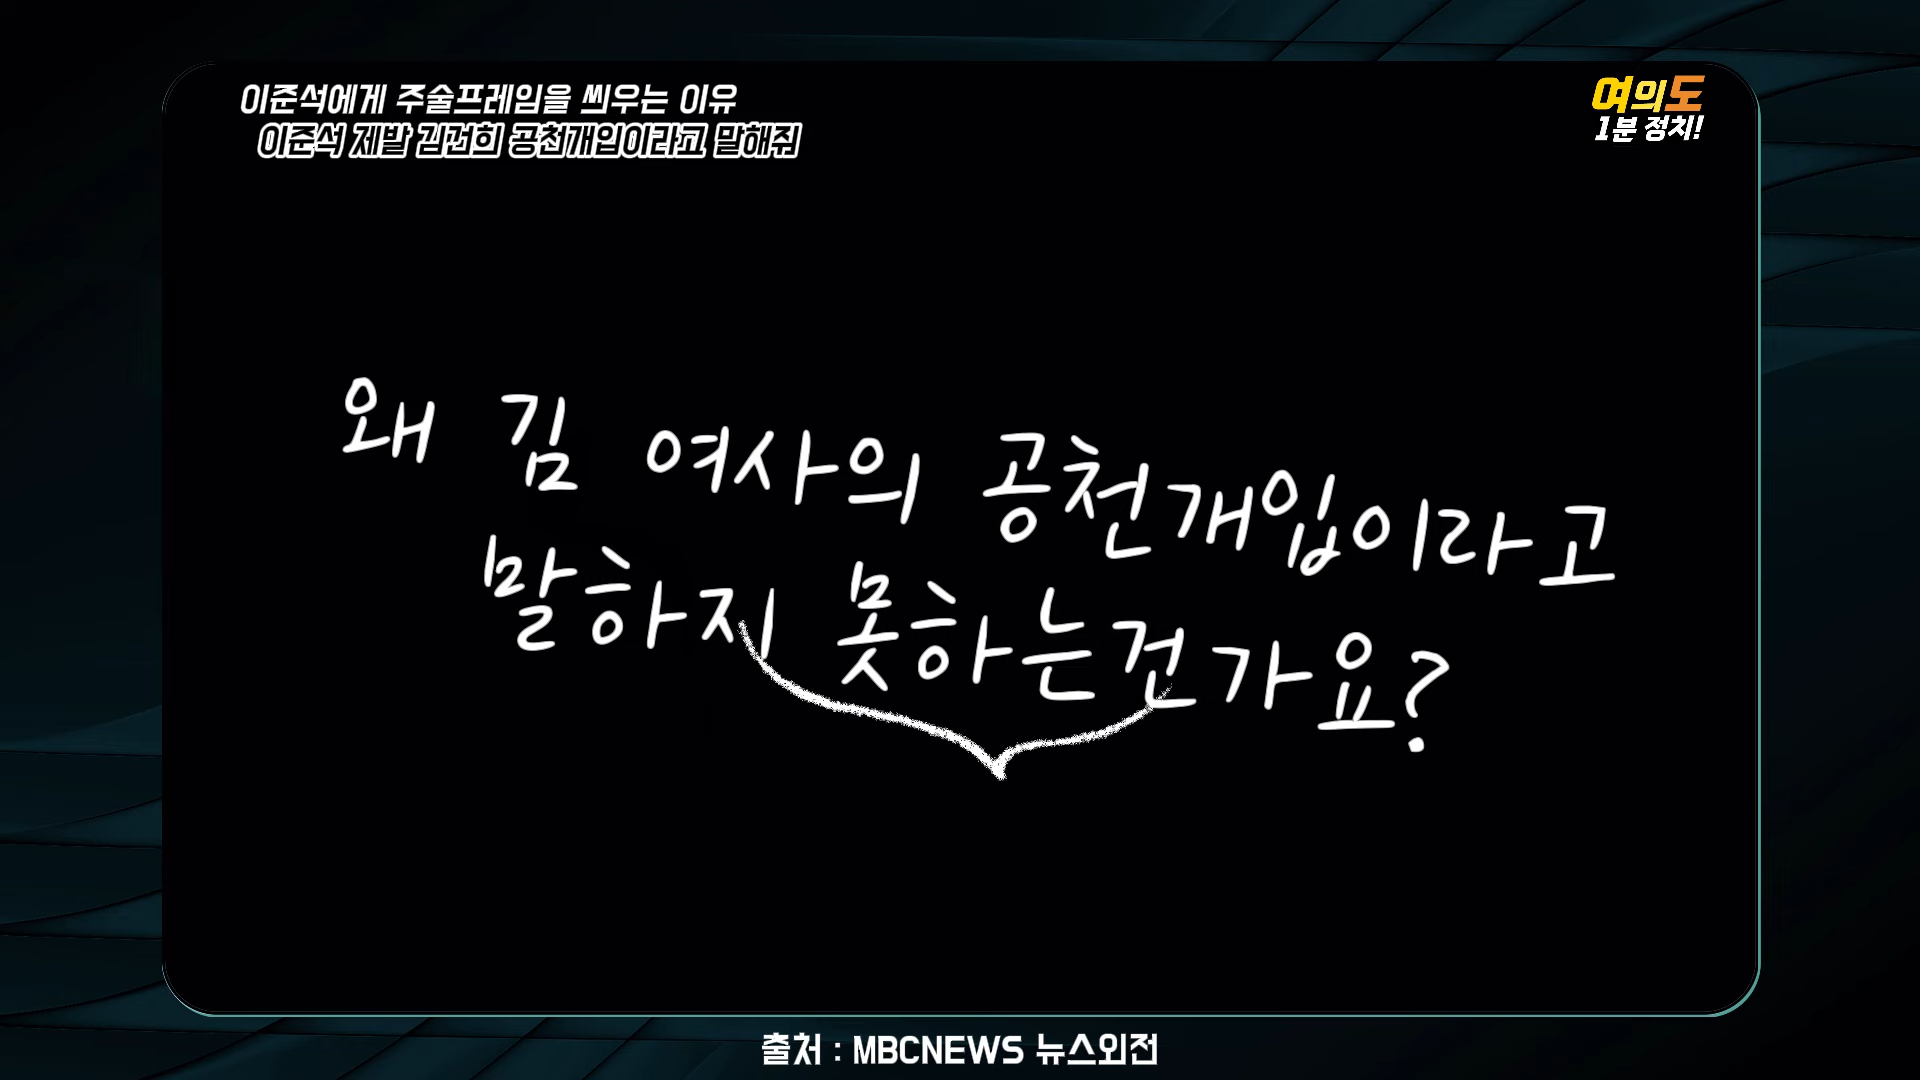 이준석에게 주술프레임을 씌우는 이유
이준석 제발 김건희 공천개입이라고 말해줘
여의도
1분 정치!
왜 김 여사의 공천개입이라고
말하지 못하는건가요?
출처 : MBCNEWS 뉴스외전